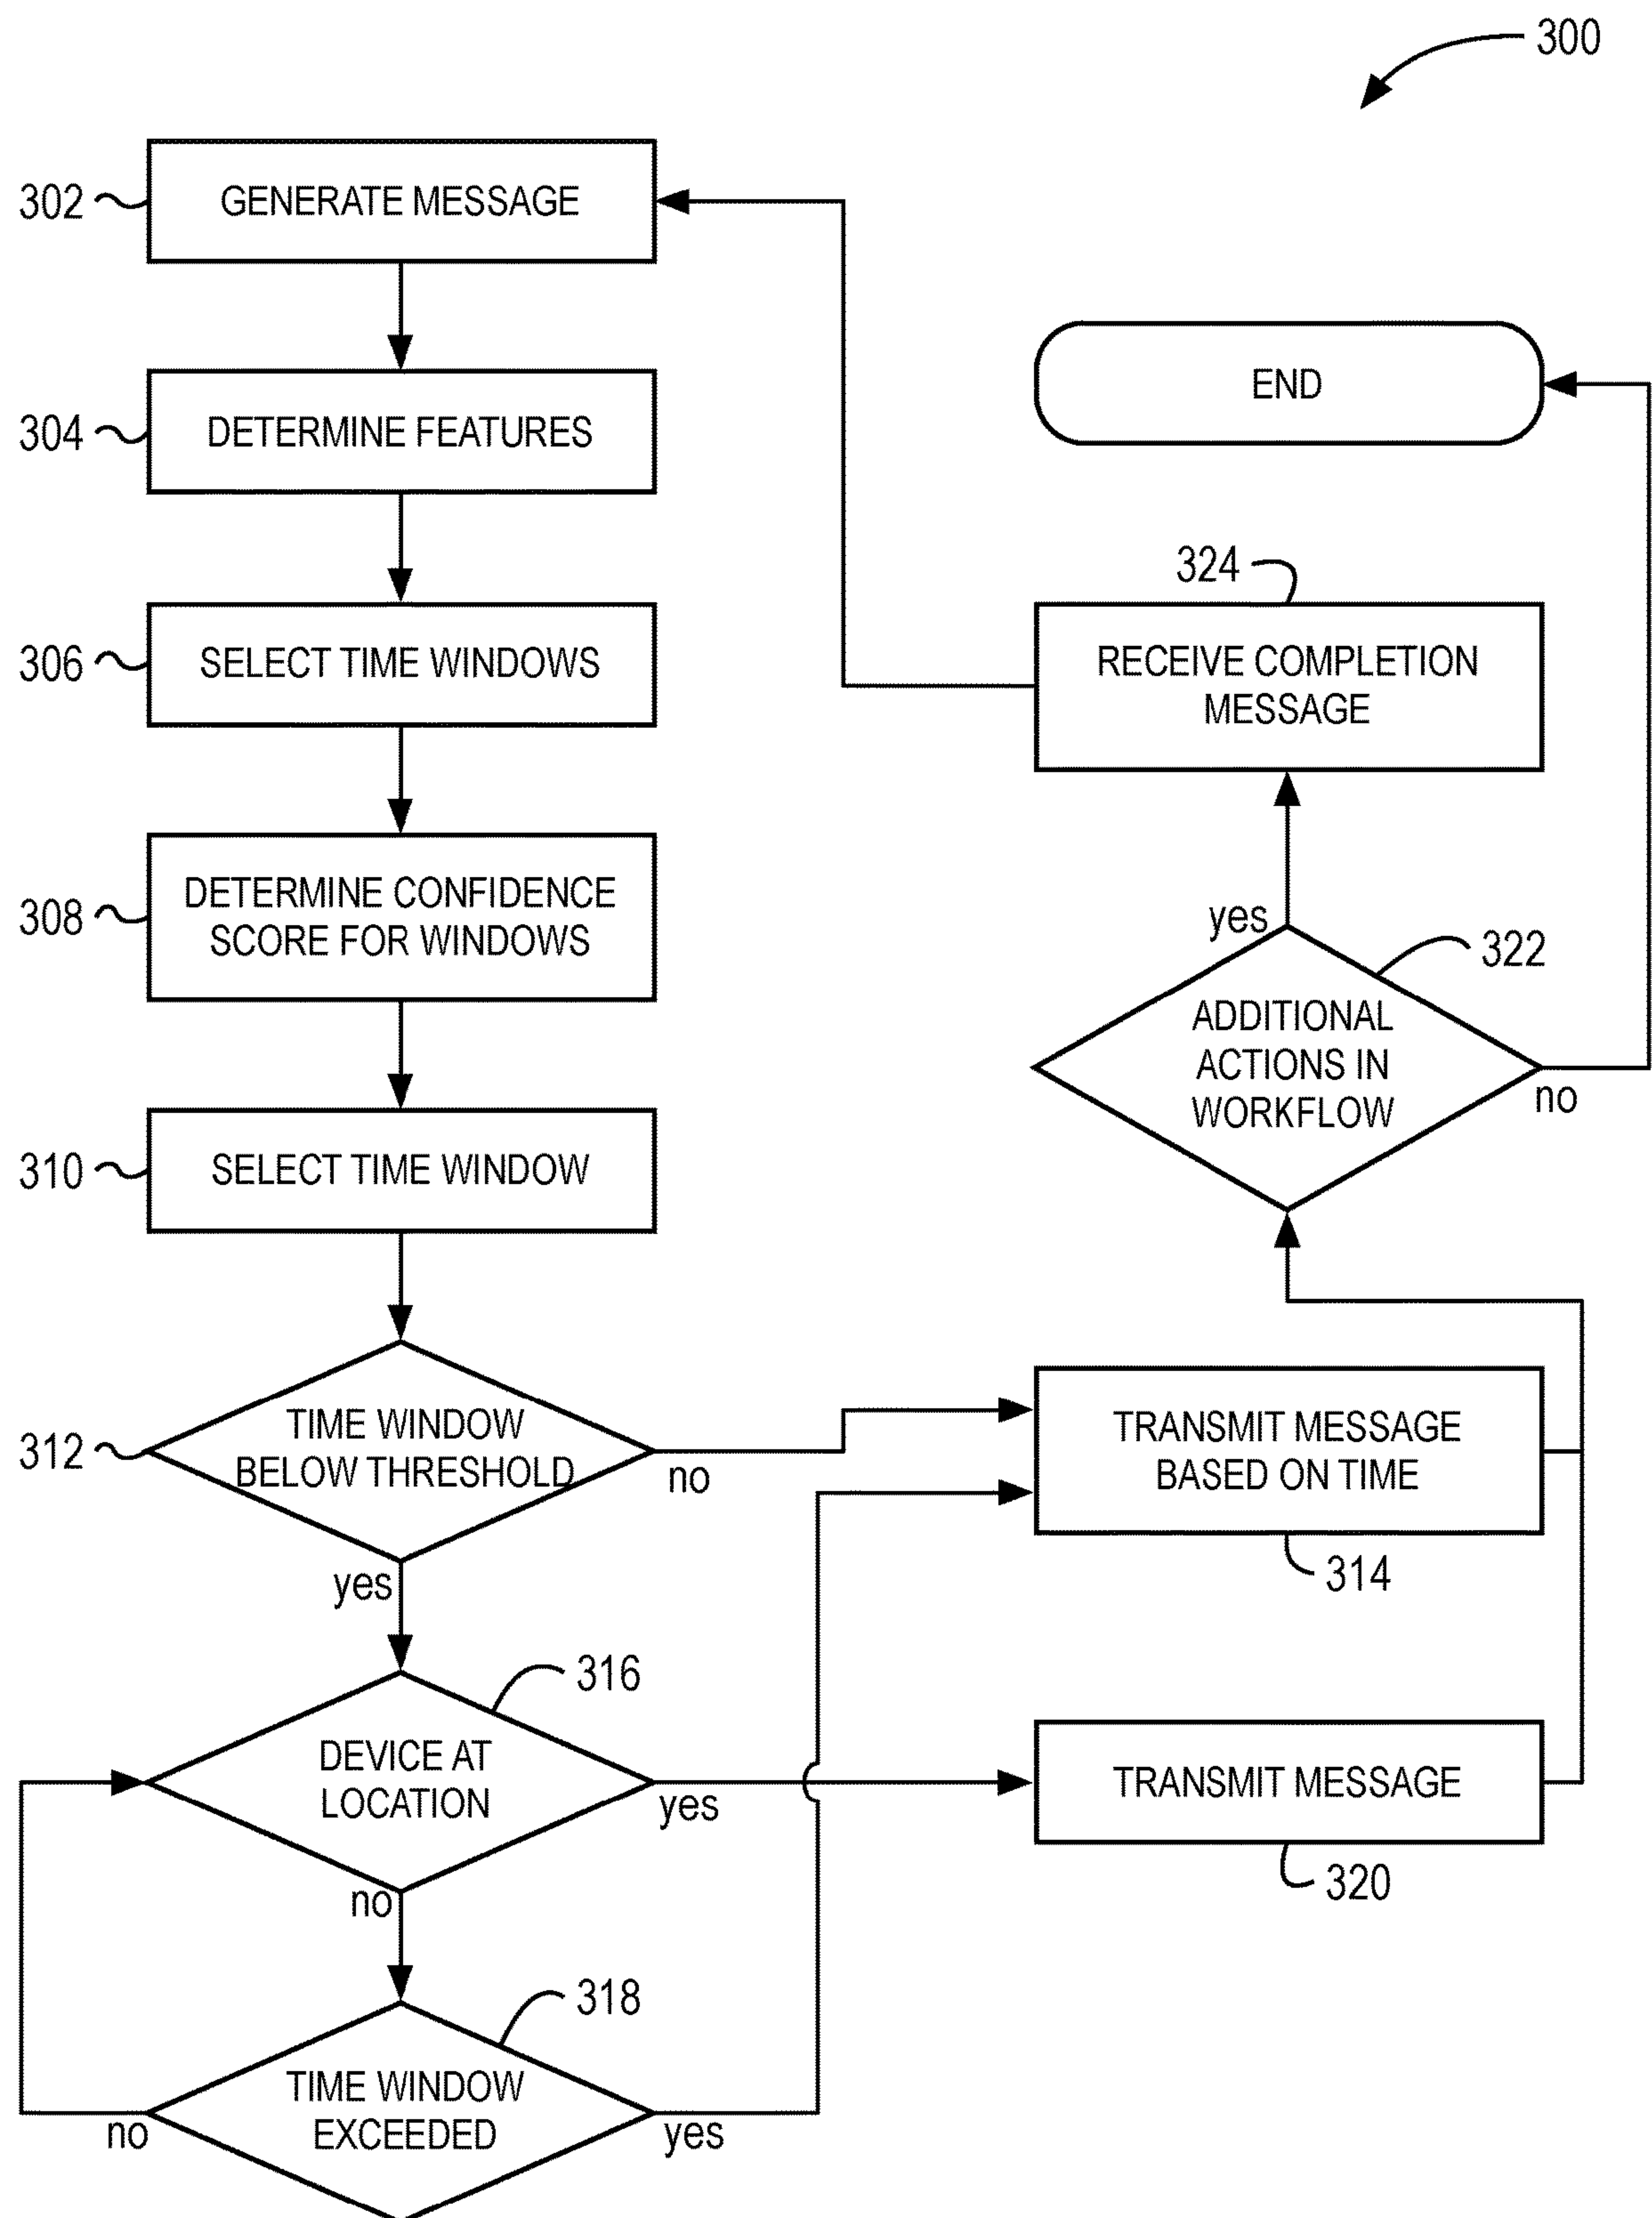 300
302
GENERATE MESSAGE
304
DETERMINE FEATURES
306
SELECT TIME WINDOWS
308
DETERMINE CONFIDENCE
SCORE FOR WINDOWS
310
SELECT TIME WINDOW
312
TIME WINDOW
BELOW THRESHOLD
no
yes
316
DEVICE AT
LOCATION
yes
no
318
TIME WINDOW
EXCEEDED
no
yes
END
324
RECEIVE COMPLETION
MESSAGE
yes
322
ADDITIONAL
ACTIONS IN
WORKFLOW
no
TRANSMIT MESSAGE
BASED ON TIME
314
TRANSMIT MESSAGE
320